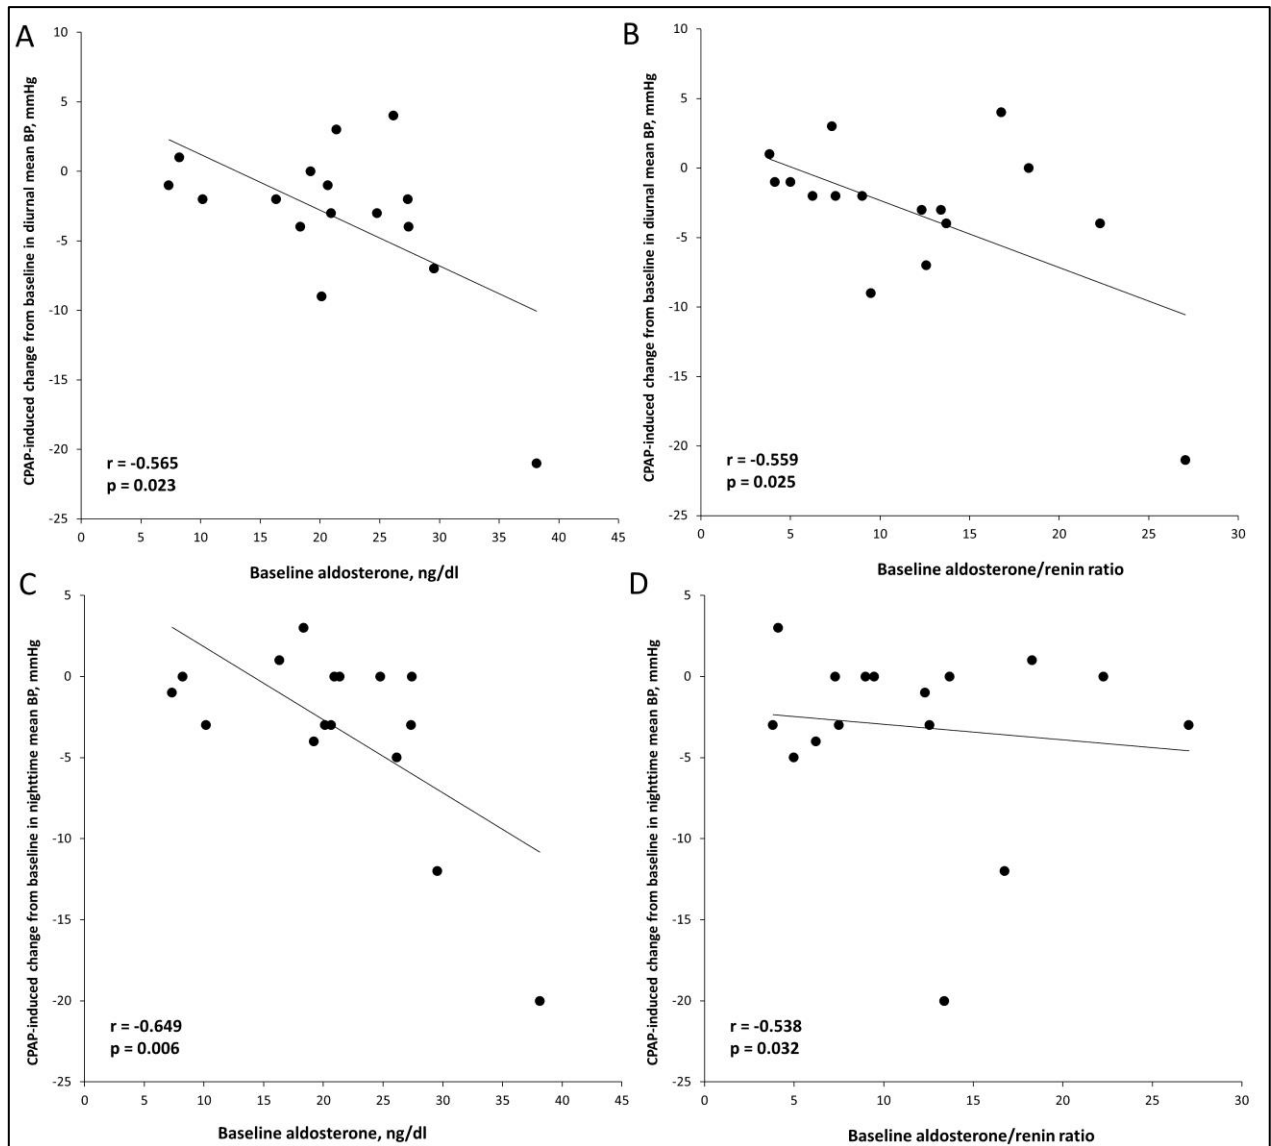 A
CPAP-induced change from baseline in diurnal mean BP, mmHg
10
5
0
-5
-10
-15
-20
-25
r = -0.565
p = 0.023
0 5 10 15 20 25 30 35 40 45
Baseline aldosterone, ng/dl
B
CPAP-induced change from baseline in diurnal mean BP, mmHg
10
5
0
-5
-10
-15
-20
-25
r = -0.559
p = 0.025
0 5 10 15 20 25 30
Baseline aldosterone/renin ratio
C
CPAP-induced change from baseline in nighttime mean BP, mmHg
5
0
-5
-10
-15
-20
-25
r = -0.649
p = 0.006
0 5 10 15 20 25 30 35 40 45
Baseline aldosterone, ng/dl
D
CPAP-induced change from baseline in nighttime mean BP, mmHg
5
0
-5
-10
-15
-20
-25
r = -0.538
p = 0.032
0 5 10 15 20 25 30
Baseline aldosterone/renin ratio